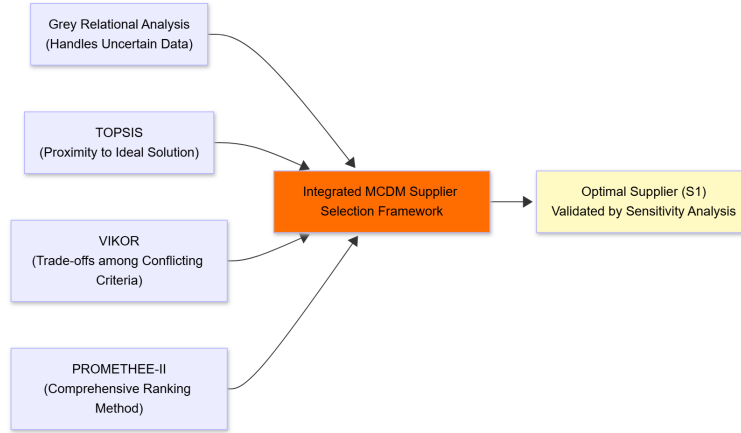 Grey Relational Analysis
(Handles Uncertain Data)
TOPSIS
(Proximity to Ideal Solution)
VIKOR
(Trade-offs among Conflicting
Criteria)
PROMETHEE-II
(Comprehensive Ranking
Method)
Integrated MCDM Supplier
Selection Framework
Optimal Supplier (S1)
Validated by Sensitivity Analysis